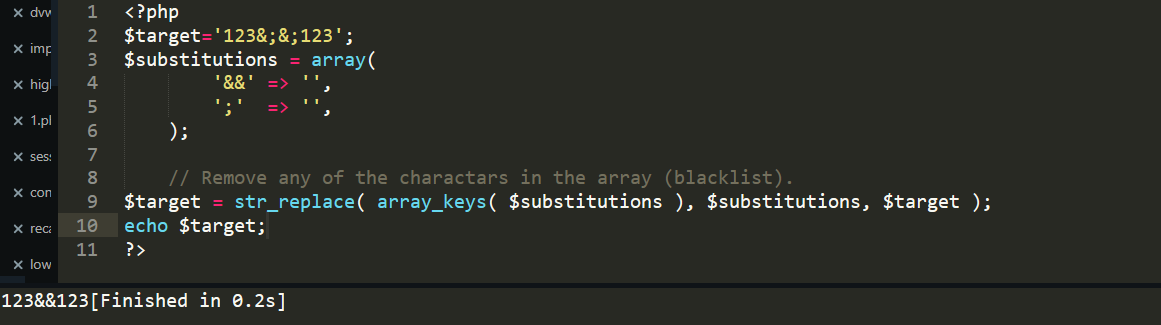 dvw
imp
high
1.pl
ses
con
reca
low
1 <?php
2 $target='123&;&;123';
3 $substitutions = array(
4 '&&' => '',
5 ';' => '',
6 );
7
8 // Remove any of the charactars in the array (blacklist).
9 $target = str_replace( array_keys( $substitutions ), $substitutions, $target );
10 echo $target;
11 ?>
123&&123[Finished in 0.2s]